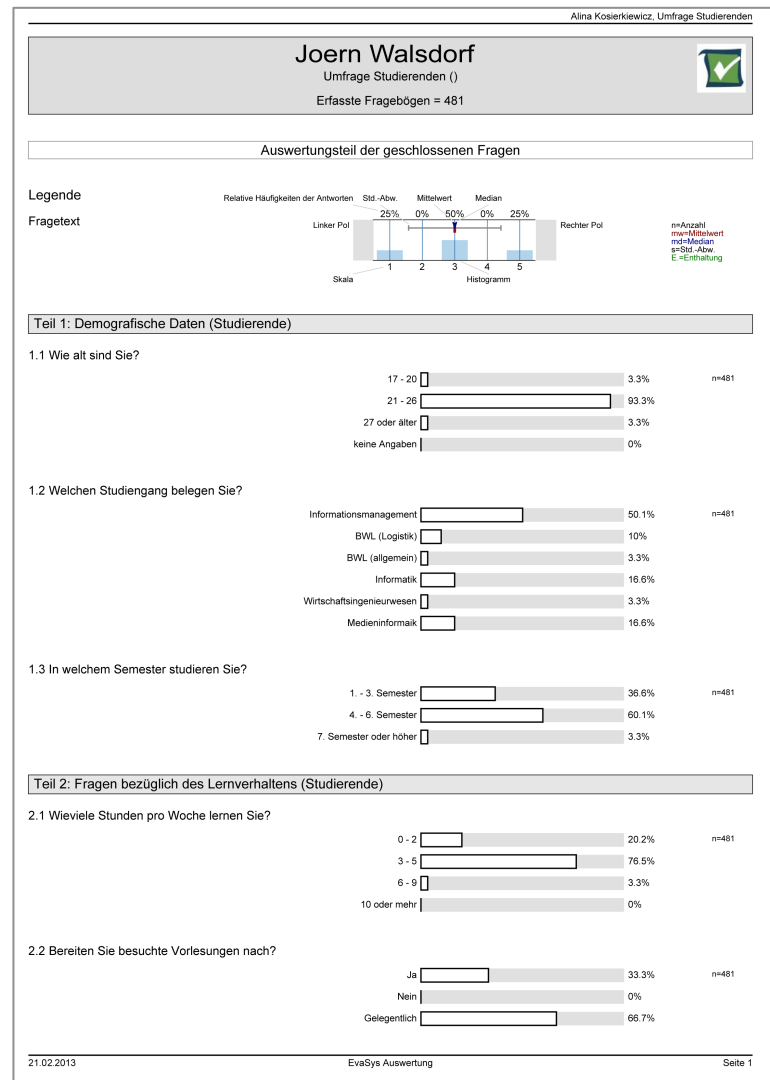 Alina Kosierkiewicz, Umfrage Studierenden
Joern Walsdorf
Umfrage Studierenden ()
Erfasste Fragebögen = 481
Auswertungsteil der geschlossenen Fragen
Legende
Relative Häufigkeiten der Antworten Std.-Abw. Mittelwert Median
Fragetext
25% 0% 50% 0% 25%
Linker Pol Rechter Pol
1 2 3 4 5
Skala Histogramm
n=Anzahl
mw=Mittelwert
md=Median
s=Std.-Abw.
E.=Enthaltung
Teil 1: Demografische Daten (Studierende)
1.1 Wie alt sind Sie?
17 - 20 3.3% n=481
21 - 26 93.3%
27 oder älter 3.3%
keine Angaben 0%
1.2 Welchen Studiengang belegen Sie?
Informationsmanagement 50.1% n=481
BWL (Logistik) 10%
BWL (allgemein) 3.3%
Informatik 16.6%
Wirtschaftsingenieurwesen 3.3%
Medieninformaik 16.6%
1.3 In welchem Semester studieren Sie?
1. - 3. Semester 36.6% n=481
4. - 6. Semester 60.1%
7. Semester oder höher 3.3%
Teil 2: Fragen bezüglich des Lernverhaltens (Studierende)
2.1 Wieviele Stunden pro Woche lernen Sie?
0 - 2 20.2% n=481
3 - 5 76.5%
6 - 9 3.3%
10 oder mehr 0%
2.2 Bereiten Sie besuchte Vorlesungen nach?
Ja 33.3% n=481
Nein 0%
Gelegentlich 66.7%
21.02.2013 EvaSys Auswertung Seite 1